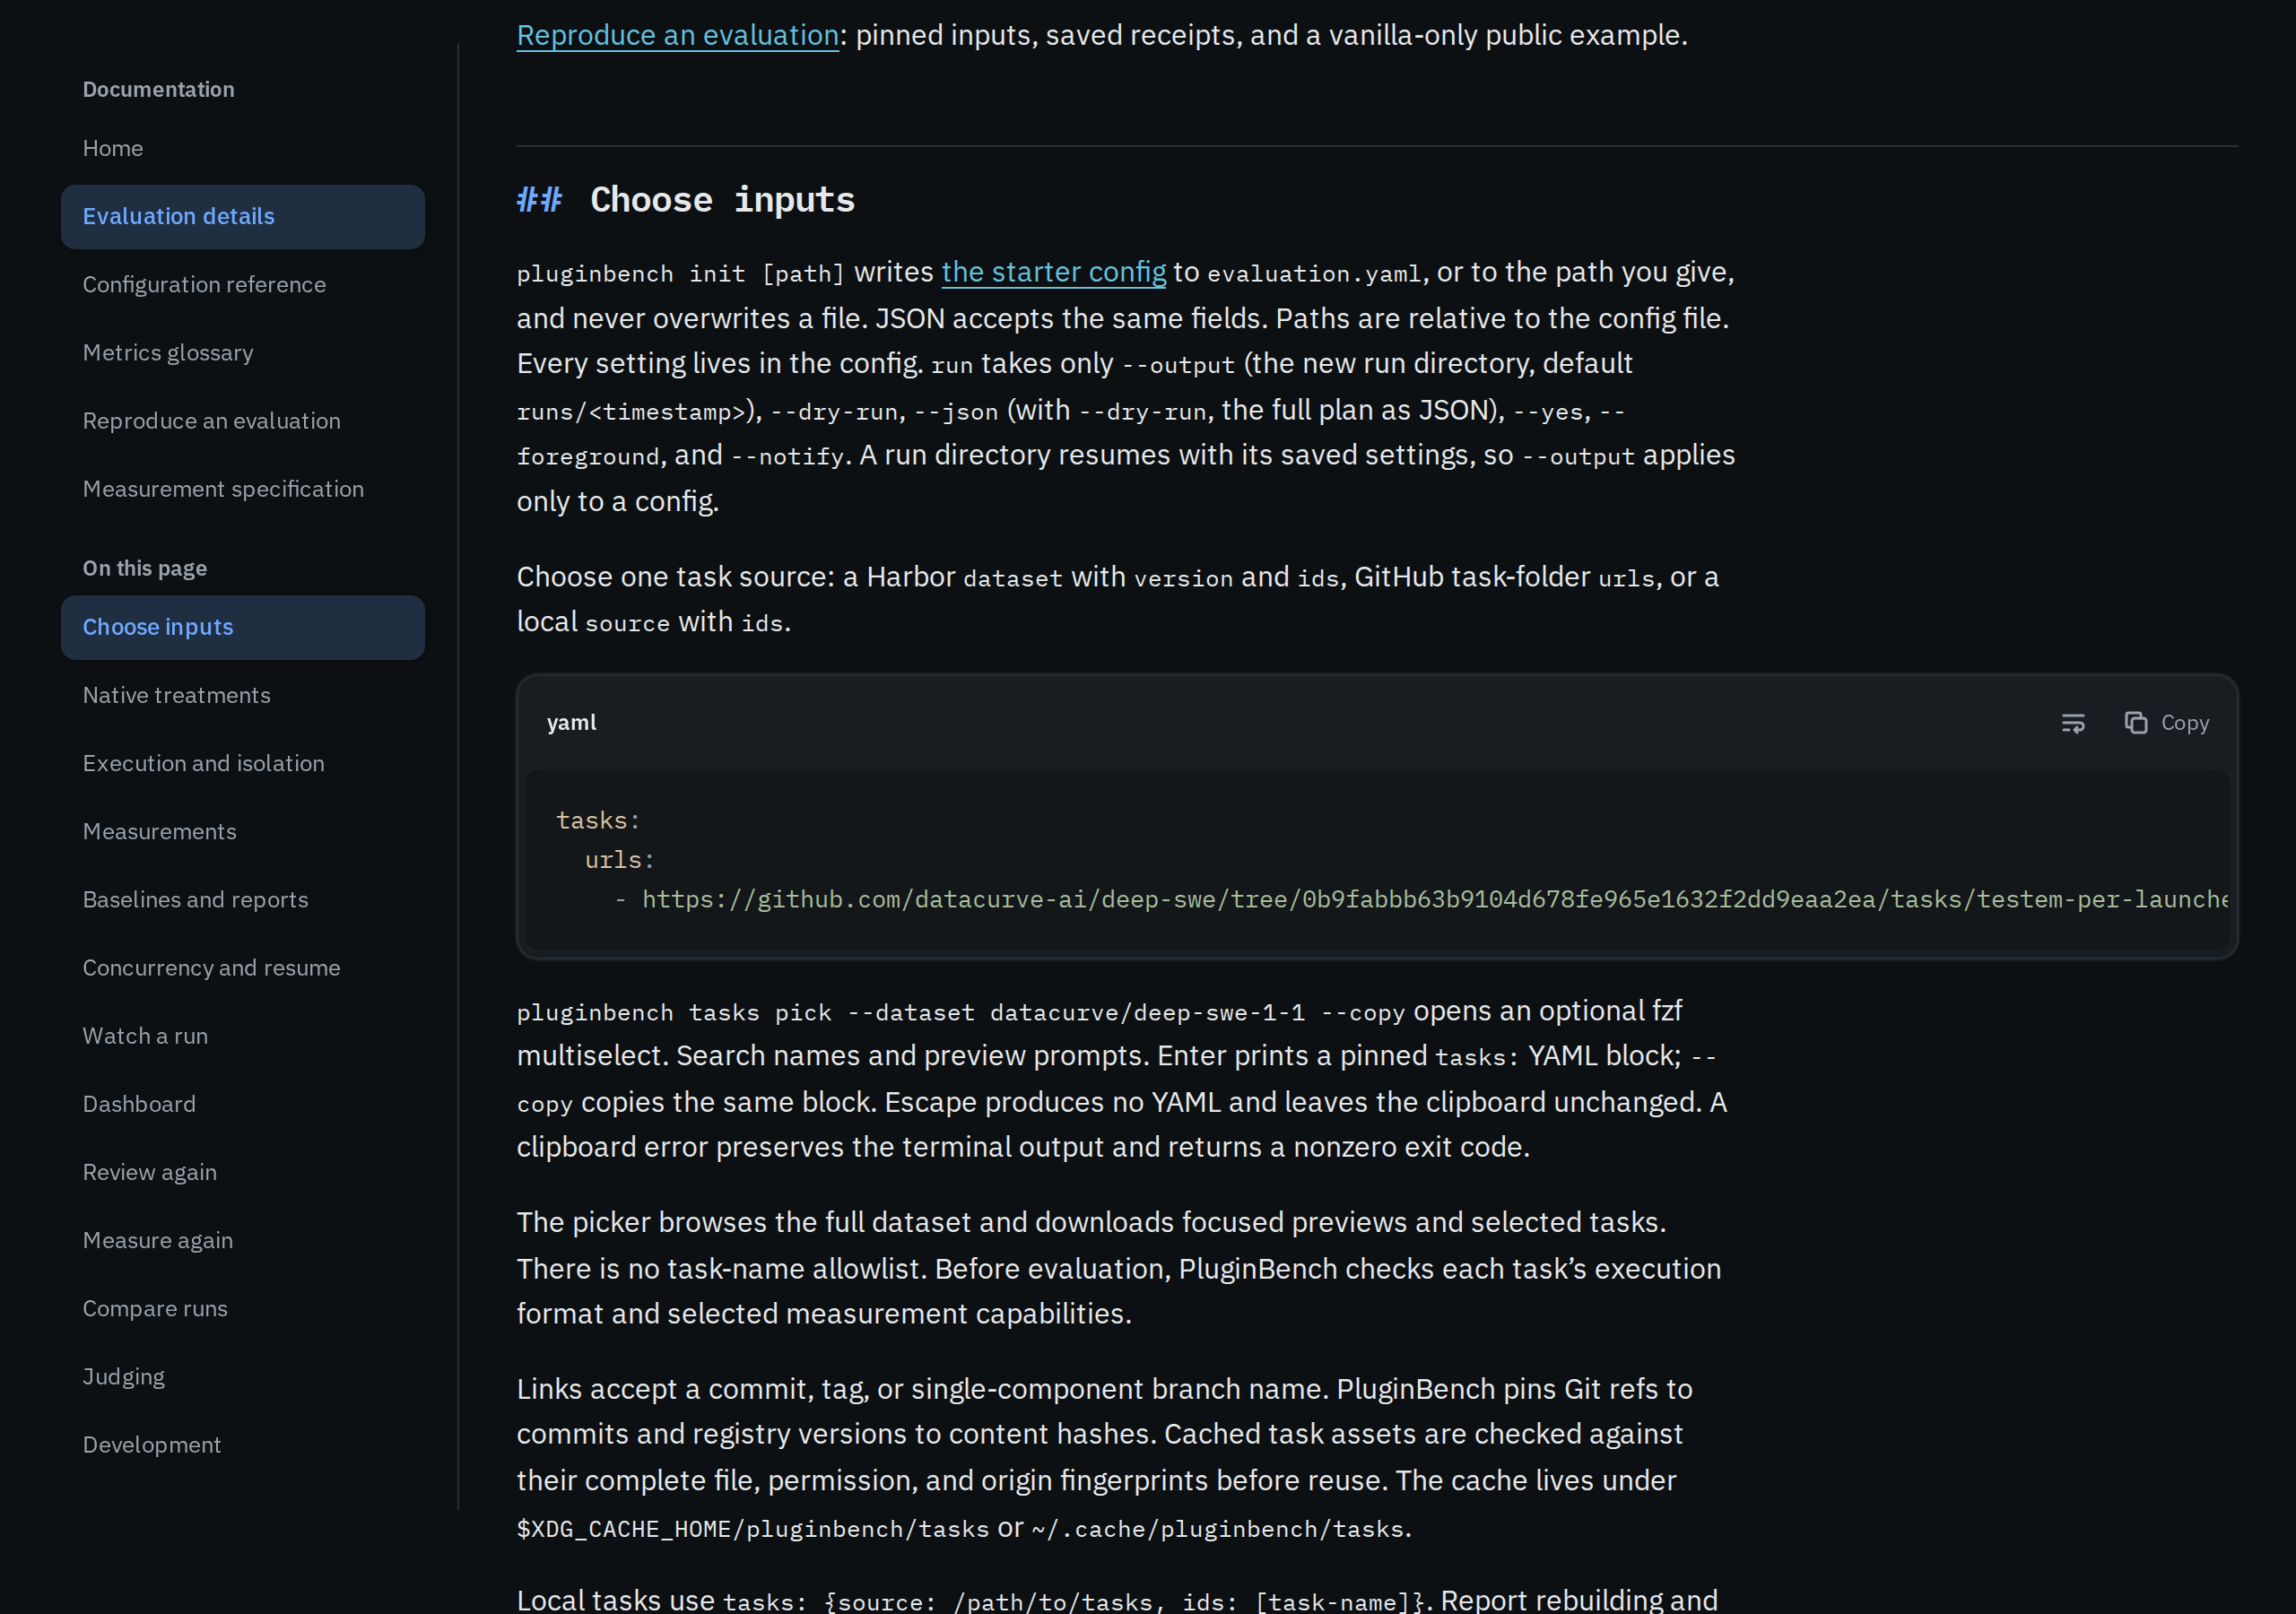 Documentation
Home
Evaluation details
Configuration reference
Metrics glossary
Reproduce an evaluation
Measurement specification
On this page
Choose inputs
Native treatments
Execution and isolation
Measurements
Baselines and reports
Concurrency and resume
Watch a run
Dashboard
Review again
Measure again
Compare runs
Judging
Development
Reproduce an evaluation: pinned inputs, saved receipts, and a vanilla-only public example.
## Choose inputs
pluginbench init [path] writes the starter config to evaluation.yaml, or to the path you give,
and never overwrites a file. JSON accepts the same fields. Paths are relative to the config file.
Every setting lives in the config. run takes only --output (the new run directory, default
runs/<timestamp>), --dry-run, --json (with --dry-run, the full plan as JSON), --yes, --
foreground, and --notify. A run directory resumes with its saved settings, so --output applies
only to a config.
Choose one task source: a Harbor dataset with version and ids, GitHub task-folder urls, or a
local source with ids.
yaml
Copy
tasks:
  urls:
    - https://github.com/datacurve-ai/deep-swe/tree/0b9fabbb63b9104d678fe965e1632f2dd9eaa2ea/tasks/testem-per-launche
pluginbench tasks pick --dataset datacurve/deep-swe-1-1 --copy opens an optional fzf
multiselect. Search names and preview prompts. Enter prints a pinned tasks: YAML block; --
copy copies the same block. Escape produces no YAML and leaves the clipboard unchanged. A
clipboard error preserves the terminal output and returns a nonzero exit code.
The picker browses the full dataset and downloads focused previews and selected tasks.
There is no task-name allowlist. Before evaluation, PluginBench checks each task’s execution
format and selected measurement capabilities.
Links accept a commit, tag, or single-component branch name. PluginBench pins Git refs to
commits and registry versions to content hashes. Cached task assets are checked against
their complete file, permission, and origin fingerprints before reuse. The cache lives under
$XDG_CACHE_HOME/pluginbench/tasks or ~/.cache/pluginbench/tasks.
Local tasks use tasks: {source: /path/to/tasks, ids: [task-name]}. Report rebuilding and